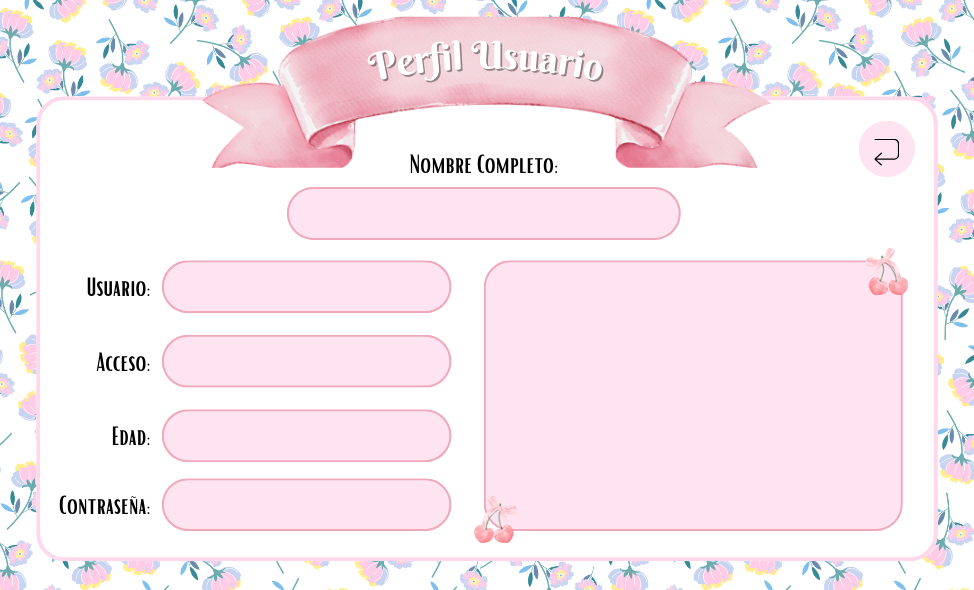 Perfil Usuario
Nombre Completo:
Usuario:
Acceso:
Edad:
Contraseña: